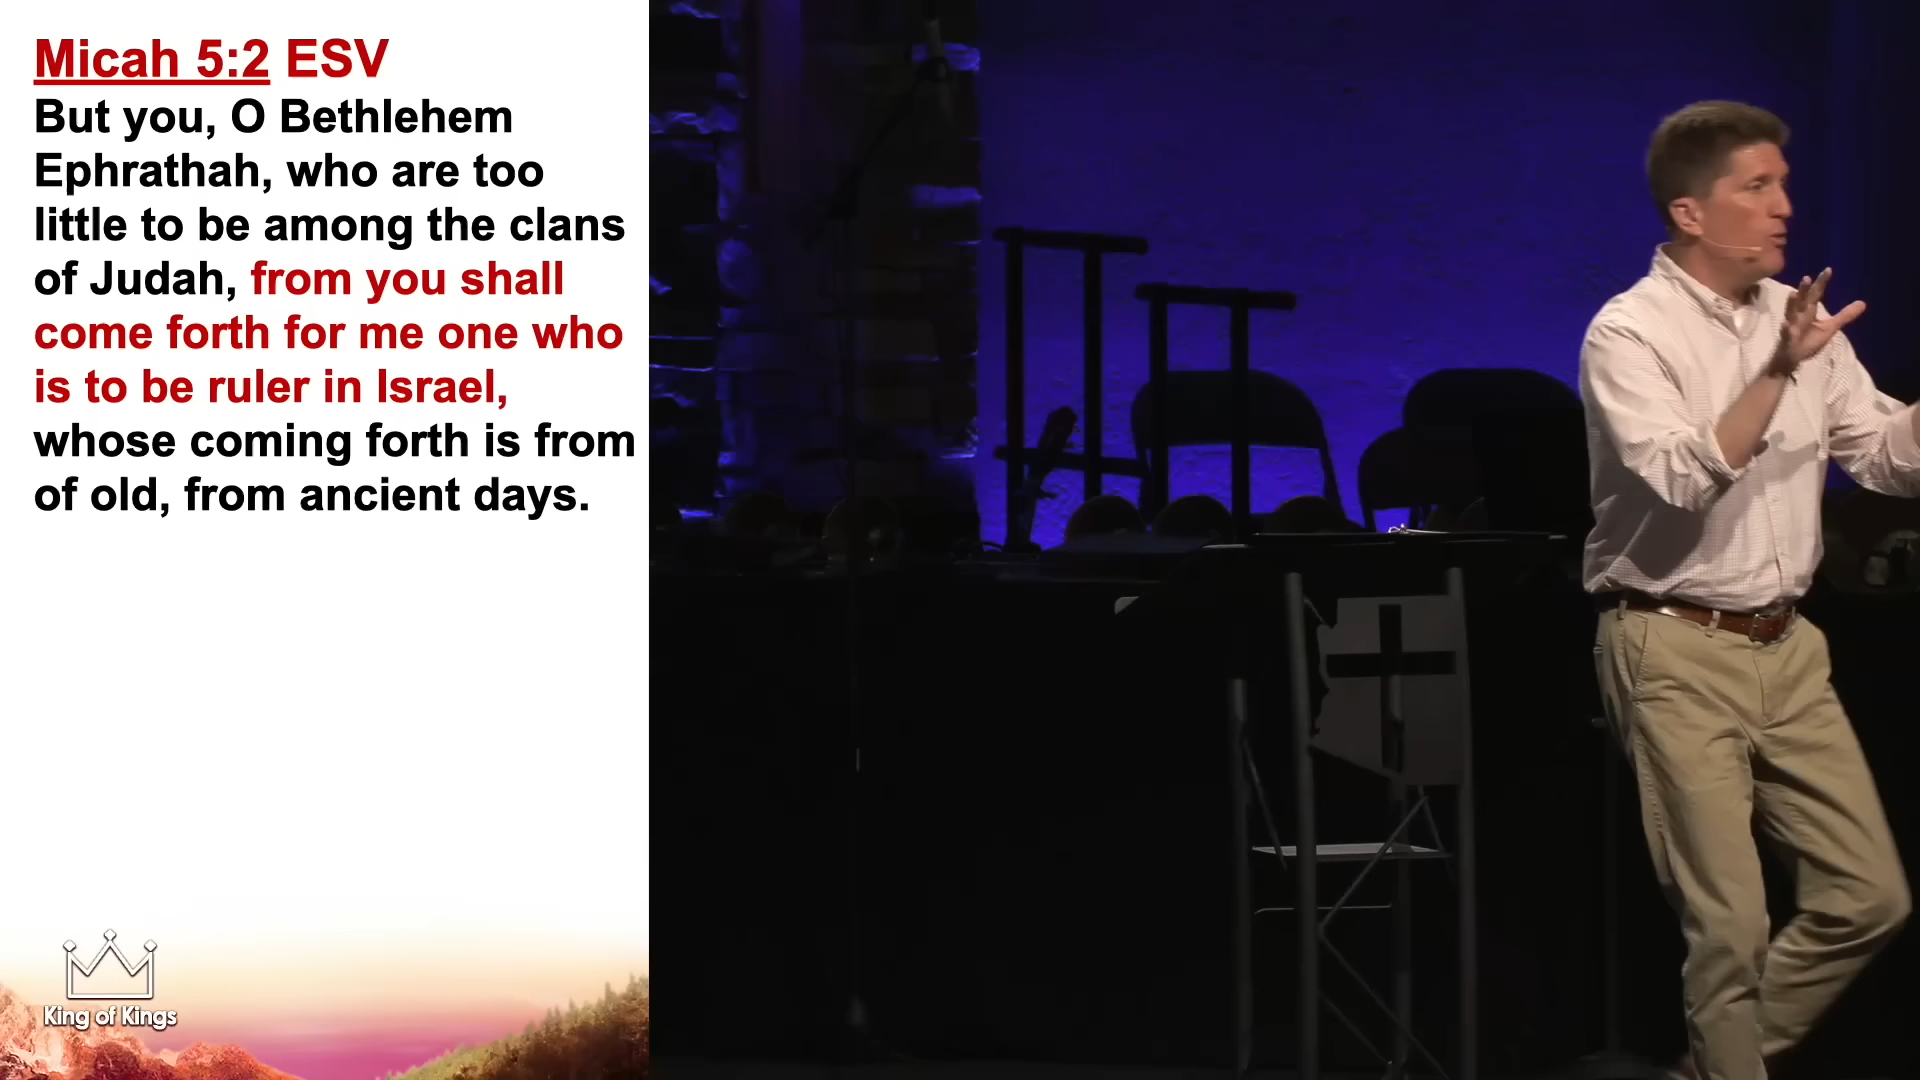 Micah 5:2 ESV
But you, O Bethlehem
Ephrathah, who are too
little to be among the clans
of Judah, from you shall
come forth for me one who
is to be ruler in Israel,
whose coming forth is from
of old, from ancient days.
King of Kings